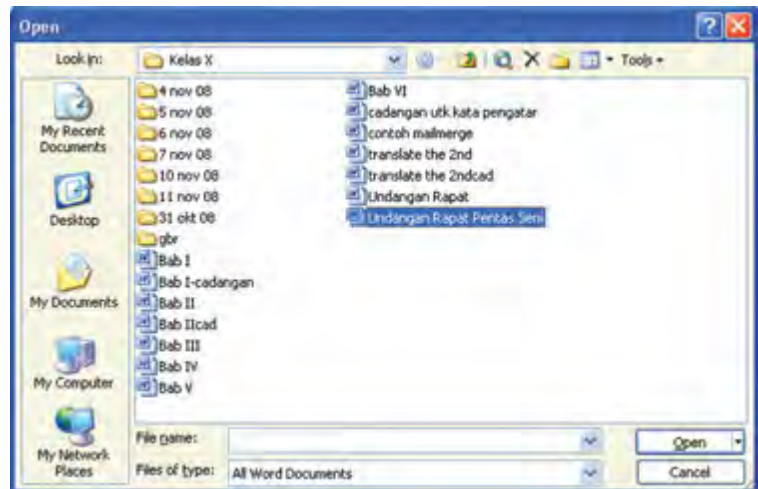 Open
Look in: Kelas X Tools
My Recent Documents
Desktop
My Documents
My Computer
My Network Places
4 nov 08
5 nov 08
6 nov 08
7 nov 08
10 nov 08
11 nov 08
31 okt 08
gbr
Bab I
Bab I-cadangan
Bab II
Bab IIcad
Bab III
Bab IV
Bab V
Bab VI
cadangan utk kata pengatar
contoh mailmerge
translate the 2nd
translate the 2ndcad
Undangan Rapat
Undangan Rapat Pentas Seni
File name:
Open
Files of type: All Word Documents
Cancel